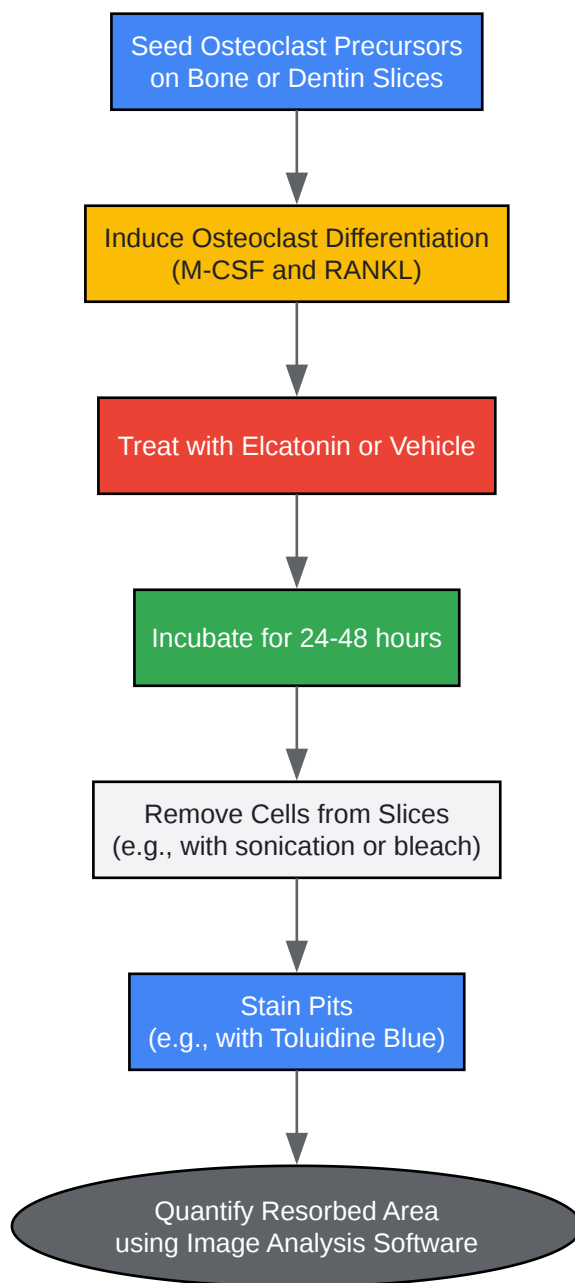 Seed Osteoclast Precursors
on Bone or Dentin Slices
Induce Osteoclast Differentiation
(M-CSF and RANKL)
Treat with Elcatonin or Vehicle
Incubate for 24-48 hours
Remove Cells from Slices
(e.g., with sonication or bleach)
Stain Pits
(e.g., with Toluidine Blue)
Quantify Resorbed Area
using Image Analysis Software